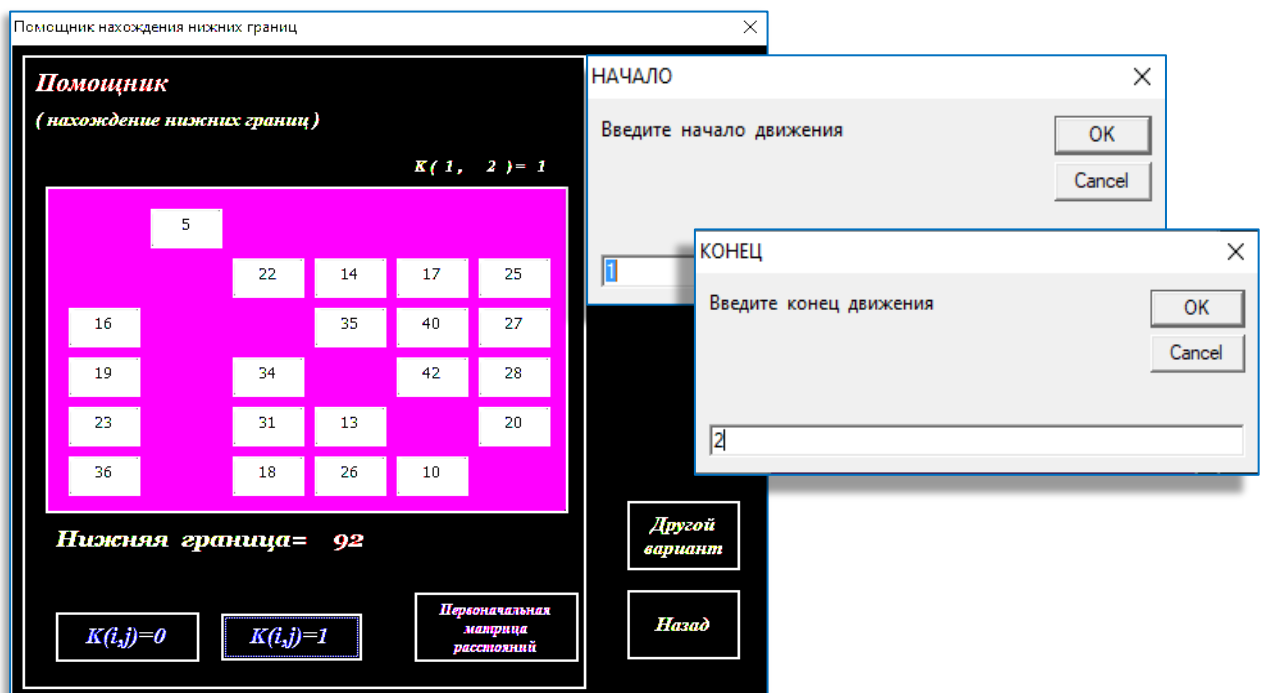 Помощник нахождения нижних границ
Помощник
( нахождение нижних границ )
K( 1, 2 )= 1
5
22 14 17 25
16 35 40 27
19 34 42 28
23 31 13 20
36 18 26 10
Нижняя граница= 92
K(i,j)=0
K(i,j)=1
Первоначальная
матрица
расстояний
Другой
вариант
Назад
НАЧАЛО
Введите начало движения
OK
Cancel
1
КОНЕЦ
Введите конец движения
OK
Cancel
2